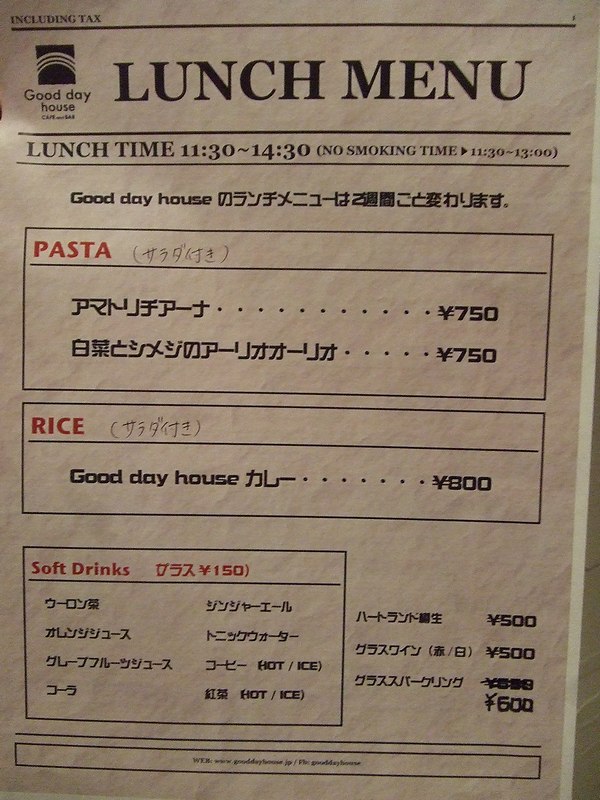 INCLUDING TAX
Good day
house
CAFE and BAR
LUNCH MENU
LUNCH TIME 11:30~14:30 (NO SMOKING TIME▶11:30~13:00)
Good day house のランチメニューは2週間ごと変わります。
PASTA (サラダ付き)
アマトリチアーナ・・・・・・・・・・・¥750
白菜とシメジのアーリオオーリオ・・・・・¥750
RICE (サラダ付き)
Good day house カレー・・・・・・・¥800
Soft Drinks (グラス¥150)
ウーロン茶 ジンジャーエール
オレンジジュース トニックウォーター
グレープフルーツジュース コーヒー (HOT / ICE)
コーラ 紅茶 (HOT / ICE)
ハートランド樽生 ¥500
グラスワイン (赤/白) ¥500
グラススパークリング
¥600
WEB: www.gooddayhouse.jp / Fb: gooddayhouse